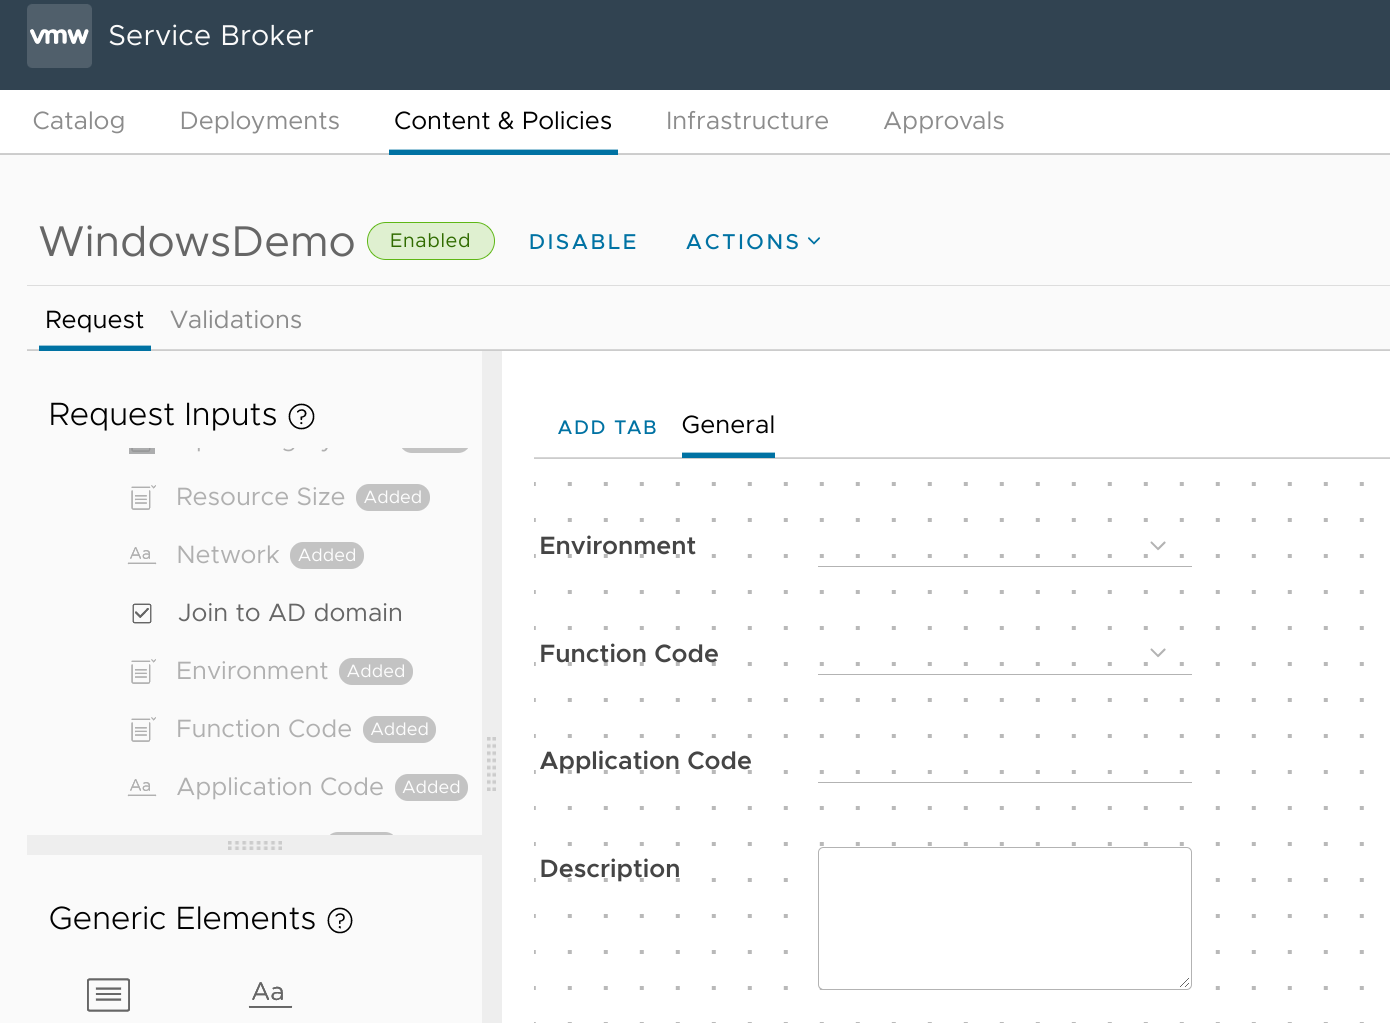 vmw Service Broker
Catalog Deployments Content & Policies Infrastructure Approvals
WindowsDemo Enabled DISABLE ACTIONS
Request Validations
Request Inputs ?
Resource Size Added
Aa Network Added
Join to AD domain
Environment Added
Function Code Added
Aa Application Code Added
Generic Elements ?
Aa
ADD TAB General
Environment
Function Code
Application Code
Description